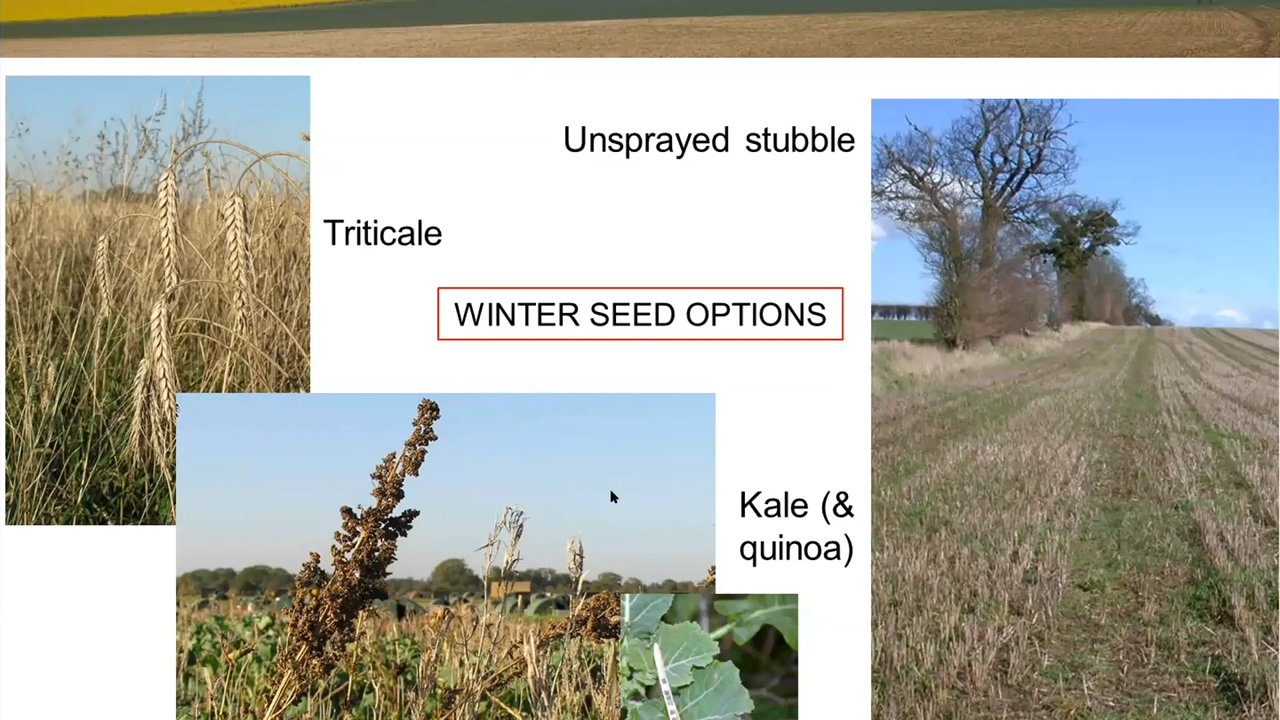 Unsprayed stubble
Triticale
WINTER SEED OPTIONS
Kale (&
quinoa)